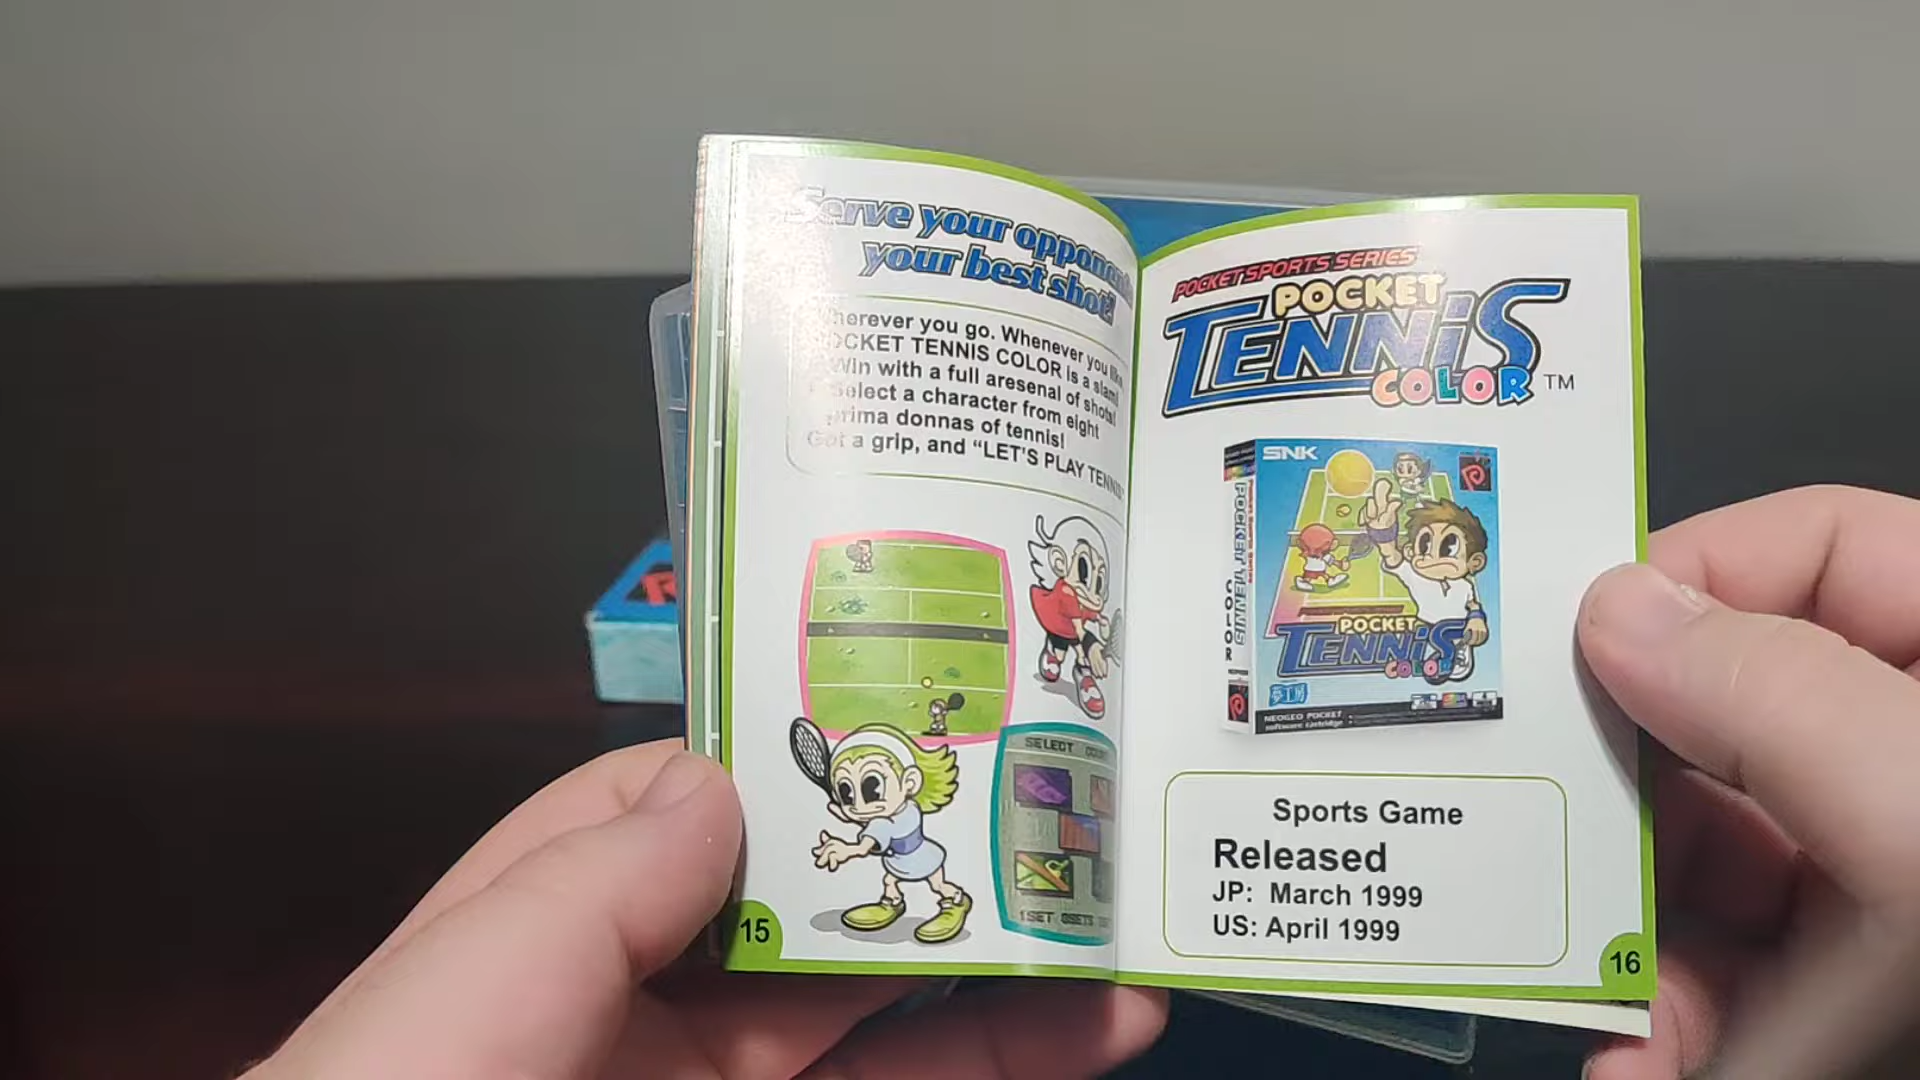 Serve your opponent
your best shot!
Wherever you go. Whenever you like
POCKET TENNIS COLOR is a slam!
Win with a full aresenal of shots!
Select a character from eight
prima donnas of tennis!
Got a grip, and “LET'S PLAY TENNIS
SELECT
1SET 3SETS
15
POCKET SPORTS SERIES
POCKET
TENNIS
COLOR TM
SNK
POCKET TENNIS
COLOR
POCKET
TENNIS
COLOR
NEOGEO POCKET
software cartridge
Sports Game
Released
JP: March 1999
US: April 1999
16